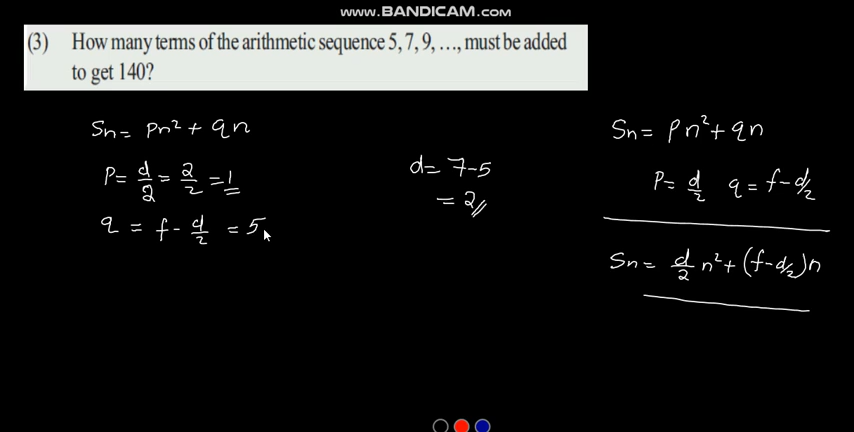 WWW.BANDICAM.COM
(3) How many terms of the arithmetic sequence 5, 7, 9, ..., must be added
to get 140?
Sn = pn² + qn
P = d/2 = 2/2 = 1
q = f - d/2 = 5
d = 7-5
= 2
Sn = pn² + qn
P = d/2 q = f - d/2
Sn = d/2 n² + (f - d/2)n